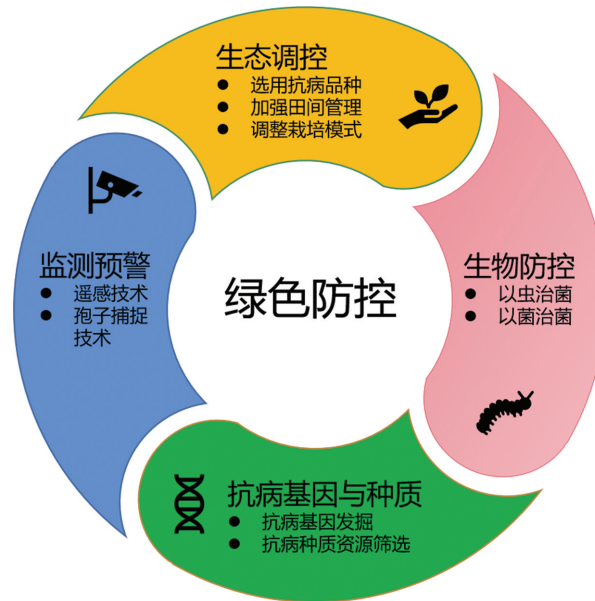 生态调控
选用抗病品种
加强田间管理
调整栽培模式
监测预警
遥感技术
孢子捕捉
技术
绿色防控
生物防控
以虫治菌
以菌治菌
抗病基因与种质
抗病基因发掘
抗病种质资源筛选